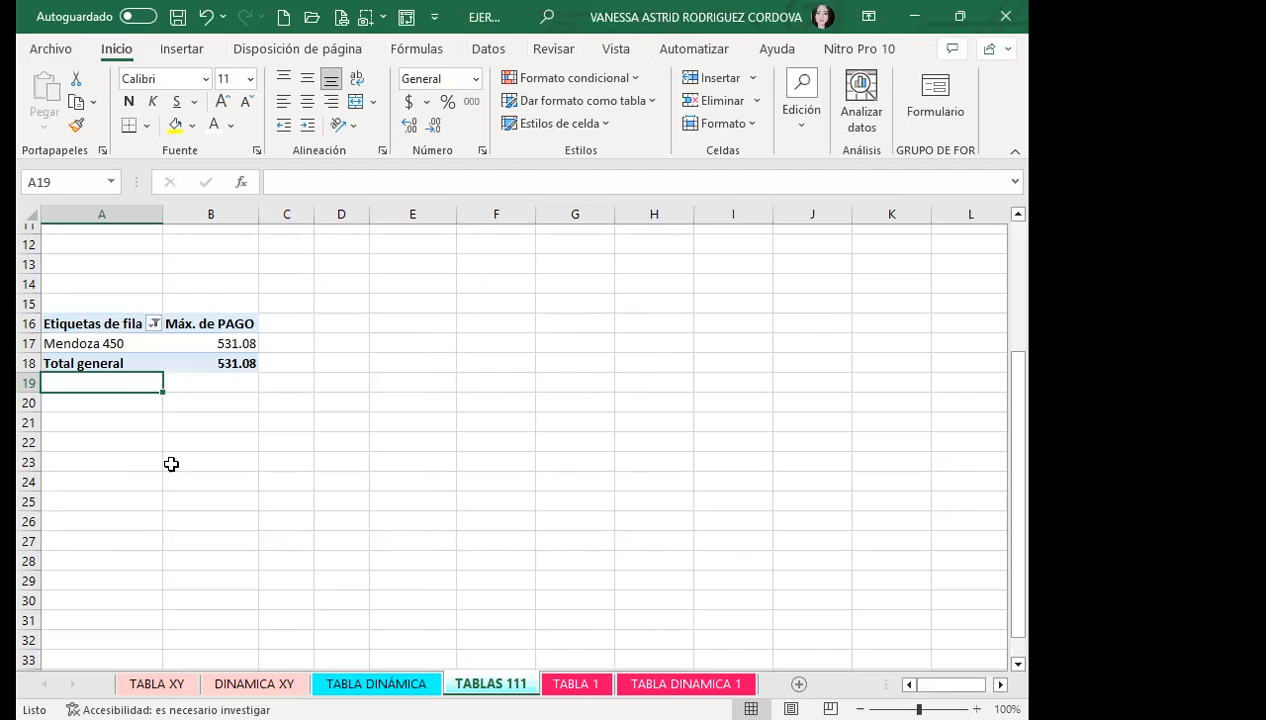 Autoguardado EJER... VANESSA ASTRID RODRIGUEZ CORDOVA
Archivo Inicio Insertar Disposición de página Fórmulas Datos Revisar Vista Automatizar Ayuda Nitro Pro 10
Pegar Calibri 11 General Formato condicional Insertar
N K S $ % 000 Dar formato como tabla Eliminar Edición Analizar datos Formulario
A Estilos de celda Formato
Portapapeles Fuente Alineación Número Estilos Celdas Análisis GRUPO DE FOR
A19 fx
A B C D E F G H I J K L
11
12
13
14
15
16 Etiquetas de fila Máx. de PAGO
17 Mendoza 450 531.08
18 Total general 531.08
19
20
21
22
23
24
25
26
27
28
29
30
31
32
33
TABLA XY DINAMICA XY TABLA DINÁMICA TABLAS 111 TABLA 1 TABLA DINAMICA 1
Listo Accesibilidad: es necesario investigar 100%